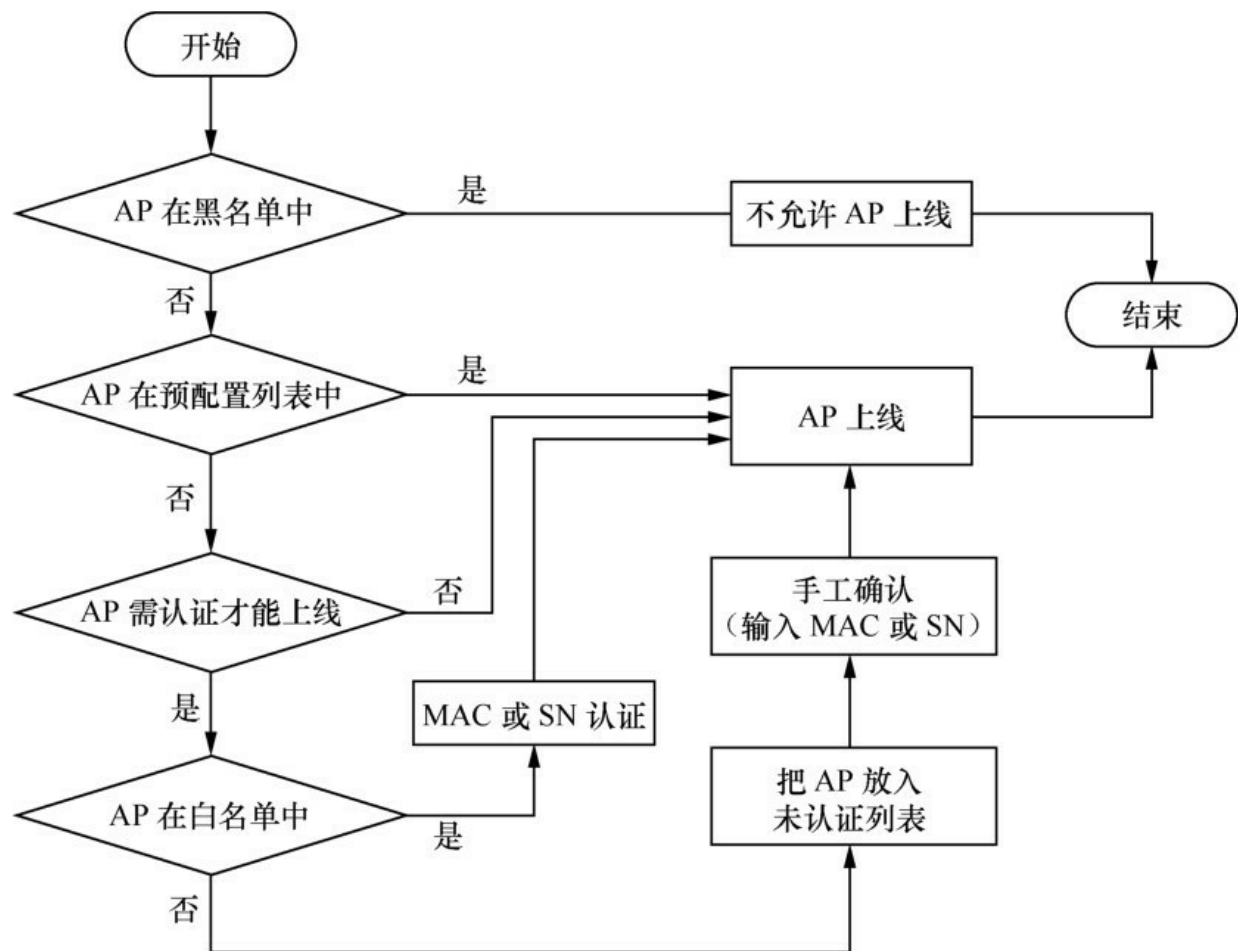 开始
AP 在黑名单中
是
不允许 AP 上线
否
结束
AP 在预配置列表中
是
AP 上线
否
AP 需认证才能上线
否
手工确认
（输入 MAC 或 SN）
是
MAC 或 SN 认证
AP 在白名单中
是
把 AP 放入
未认证列表
否